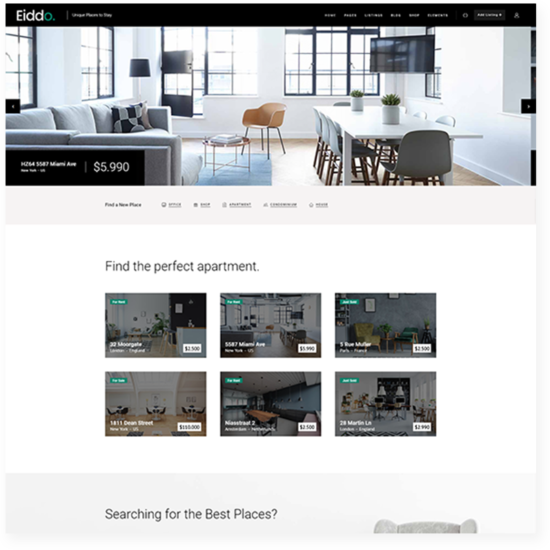 Eiddo.
Unique Places to Stay
HOME PAGES LISTINGS BLOG SHOP ELEMENTS
Add Listing
HZ64 5587 Miami Ave
New York - US
$5.990
Find a New Place
OFFICE SHOP APARTMENT CONDOMINIUM HOUSE
Find the perfect apartment.
For Rent
32 Moorgate
London - England
$2.500
For Rent
5587 Miami Ave
New York - US
$5.990
Just Sold
5 Rue Muller
Paris - France
$2.500
For Sale
1811 Dean Street
New York - US
$110.000
For Rent
Niasstraat 2
Amsterdam - Netherlands
$2.500
Just Sold
28 Martin Ln
London - England
$2.990
Searching for the Best Places?